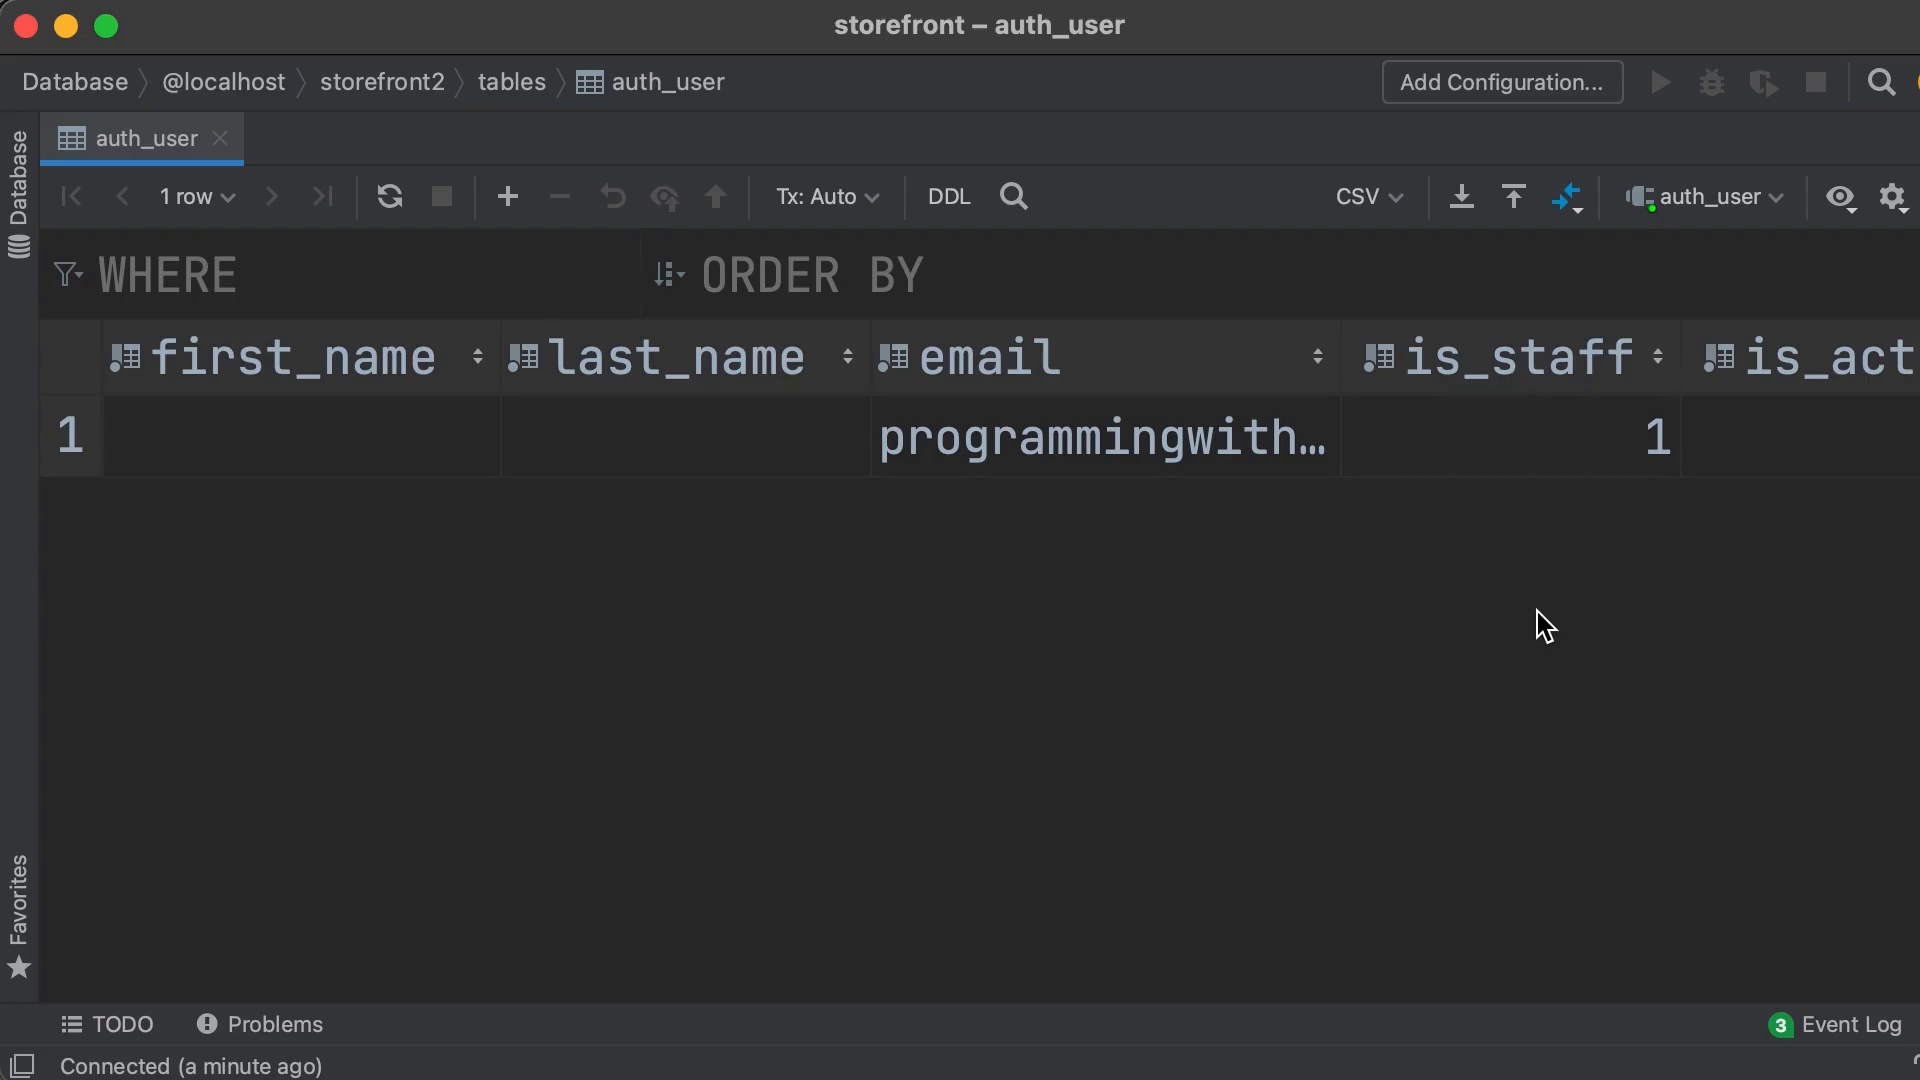 storefront – auth_user
Database @localhost storefront2 tables auth_user
Add Configuration...
Database
auth_user
1 row
Tx: Auto
DDL
CSV
auth_user
WHERE
ORDER BY
first_name last_name email is_staff is_act
1 programmingwith… 1
Favorites
TODO
Problems
3 Event Log
Connected (a minute ago)